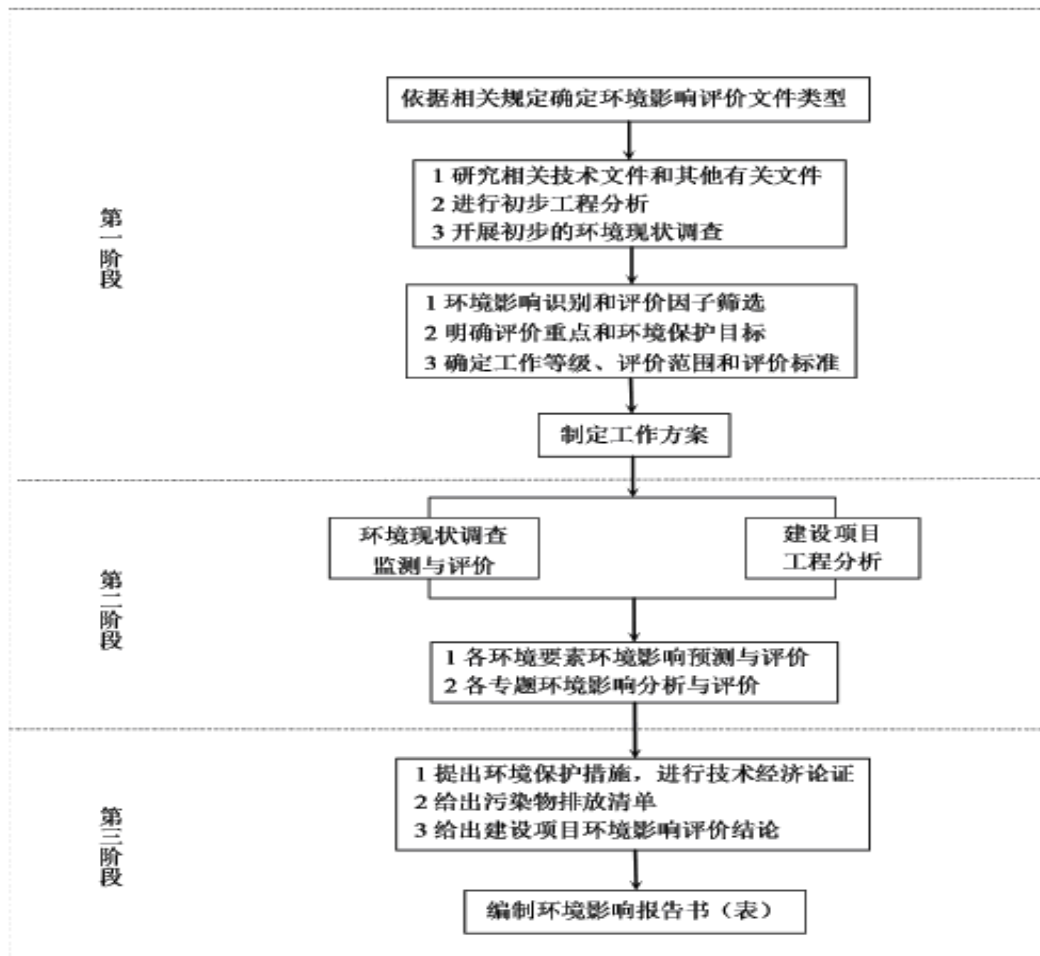 依据相关规定确定环境影响评价文件类型
1 研究相关技术文件和其他有关文件
2 进行初步工程分析
3 开展初步的环境现状调查
第一阶段
1 环境影响识别和评价因子筛选
2 明确评价重点和环境保护目标
3 确定工作等级、评价范围和评价标准
制定工作方案
第二阶段
环境现状调查
监测与评价
建设项目
工程分析
1 各环境要素环境影响预测与评价
2 各专题环境影响分析与评价
第三阶段
1 提出环境保护措施，进行技术经济论证
2 给出污染物排放清单
3 给出建设项目环境影响评价结论
编制环境影响报告书（表）